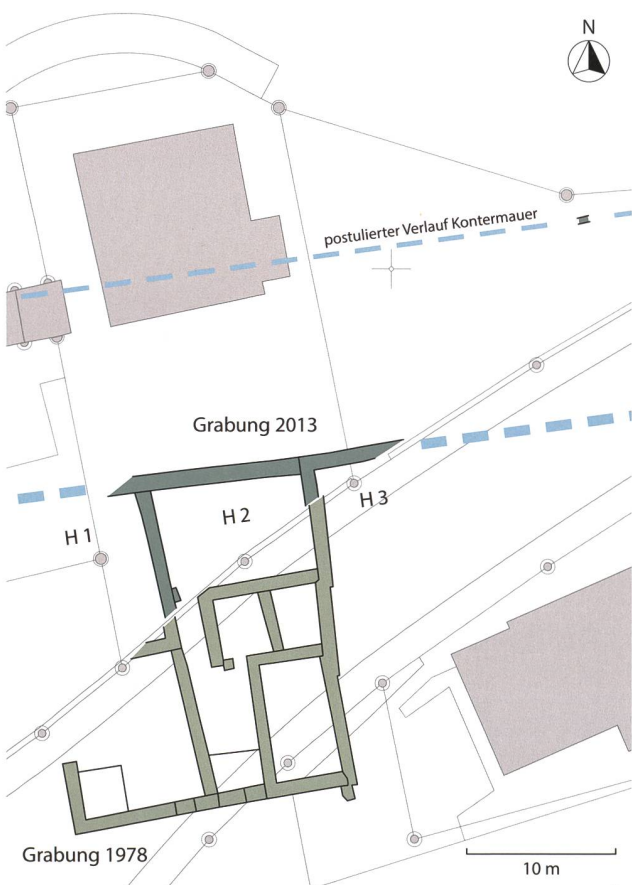 N
postulierter Verlauf Kontermauer
Grabung 2013
H 1
H 2
H 3
Grabung 1978
10 m